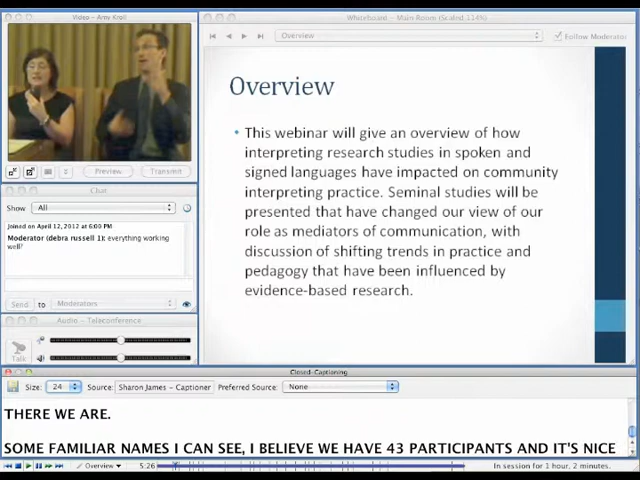 Video - Amy Kroll
Whiteboard - Main Room (Scaled 114%)
Overview
Follow Moderator
Preview
Transmit
Chat
Show All
Joined on April 12, 2012 at 6:00 PM
Moderator (debra russell 1): everything working
well?
Send to Moderators
Audio - Teleconference
Talk
Overview
• This webinar will give an overview of how
interpreting research studies in spoken and
signed languages have impacted on community
interpreting practice. Seminal studies will be
presented that have changed our view of our
role as mediators of communication, with
discussion of shifting trends in practice and
pedagogy that have been influenced by
evidence-based research.
Closed-Captioning
Size: 24 Source: Sharon James - Captioner Preferred Source: None
THERE WE ARE.
SOME FAMILIAR NAMES I CAN SEE, I BELIEVE WE HAVE 43 PARTICIPANTS AND IT'S NICE
Overview 5:26 In session for 1 hour, 2 minutes.